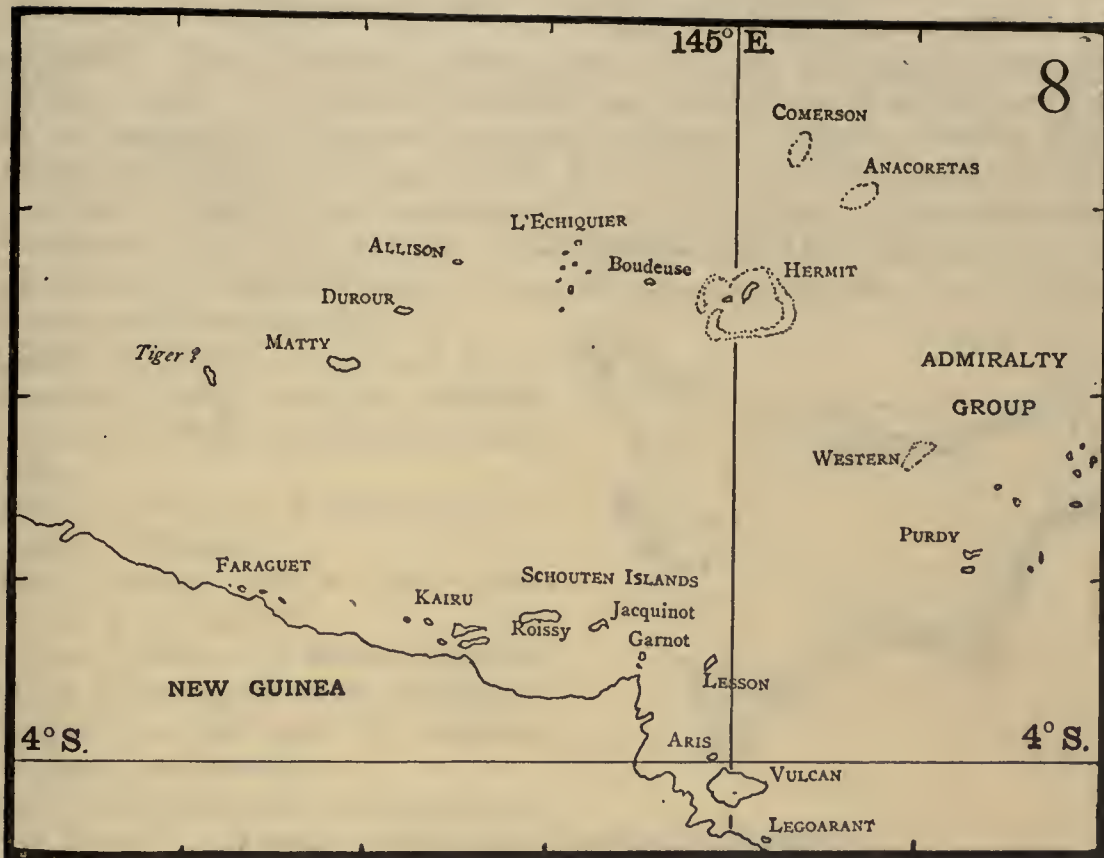 145° E.
8
COMERSON
ANACORETAS
L'ECHIQUIER
ALLISON
Boudeuse
HERMIT
DUROUR
MATTY
Tiger ?
ADMIRALTY
GROUP
WESTERN
PURDY
FARAGUET
SCHOUTEN ISLANDS
KAIRU
Jacquinot
Roissy
Garnot
LESSON
NEW GUINEA
4° S.
4° S.
ARIS
VULCAN
LEGOARANT